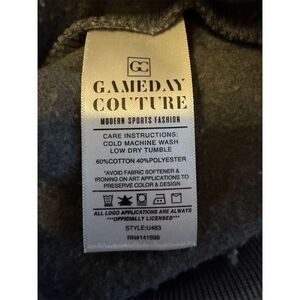 GC
GAMEDAY
COUTURE
MODERN SPORTS FASHION
CARE INSTRUCTIONS:
COLD MACHINE WASH
LOW DRY TUMBLE
60%COTTON 40%POLYESTER
*AVOID FABRIC SOFTENER &
IRONING ON ART APPLICATIONS TO
PRESERVE COLOR & DESIGN
ALL LOGO APPLICATIONS ARE ALWAYS
***OFFICIALLY LICENSED!***
STYLE:U483
RN#141696